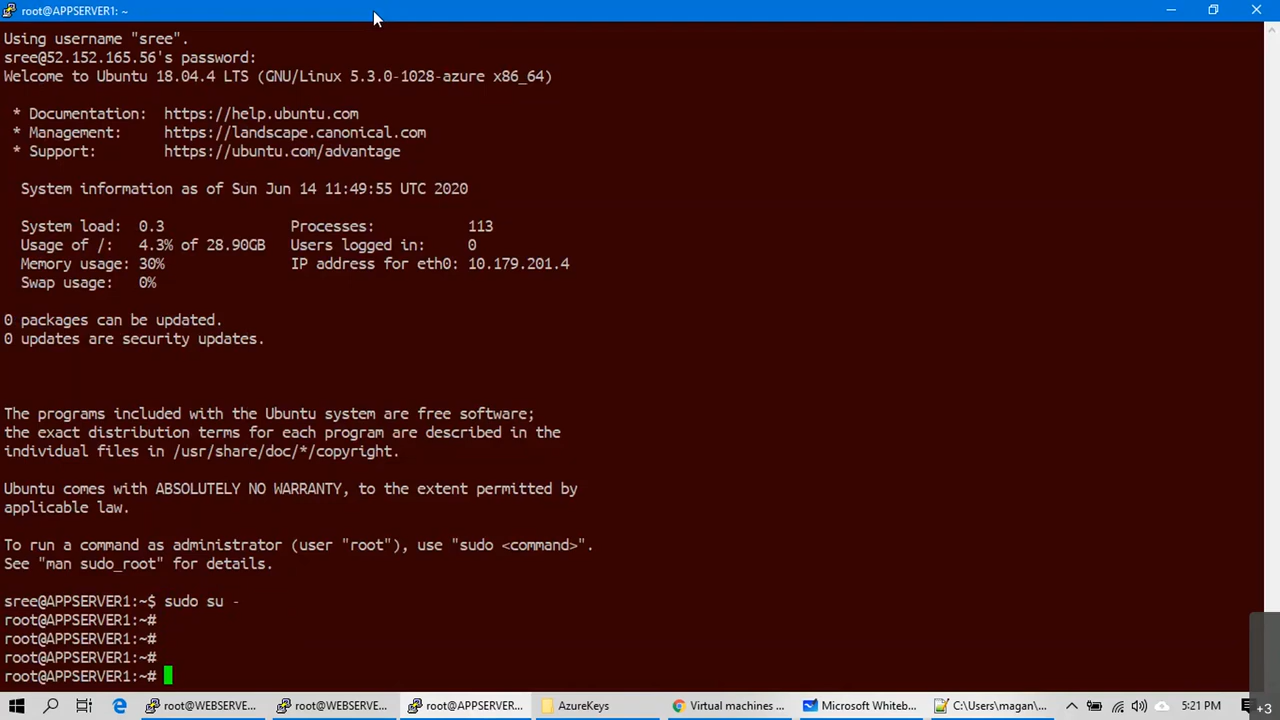 root@APPSERVER1: ~
Using username "sree".
sree@52.152.165.56's password:
Welcome to Ubuntu 18.04.4 LTS (GNU/Linux 5.3.0-1028-azure x86_64)
* Documentation:  https://help.ubuntu.com
* Management:     https://landscape.canonical.com
* Support:        https://ubuntu.com/advantage
System information as of Sun Jun 14 11:49:55 UTC 2020
System load:  0.3                Processes:           113
Usage of /:   4.3% of 28.90GB   Users logged in:     0
Memory usage: 30%               IP address for eth0: 10.179.201.4
Swap usage:   0%
0 packages can be updated.
0 updates are security updates.
The programs included with the Ubuntu system are free software;
the exact distribution terms for each program are described in the
individual files in /usr/share/doc/*/copyright.
Ubuntu comes with ABSOLUTELY NO WARRANTY, to the extent permitted by
applicable law.
To run a command as administrator (user "root"), use "sudo <command>".
See "man sudo_root" for details.
sree@APPSERVER1:~$ sudo su -
root@APPSERVER1:~#
root@APPSERVER1:~#
root@APPSERVER1:~#
root@APPSERVER1:~#
root@WEBSERVE... root@WEBSERVE... root@APPSERVER... AzureKeys Virtual machines ... Microsoft Whiteb... C:\Users\magan\... 5:21 PM +3